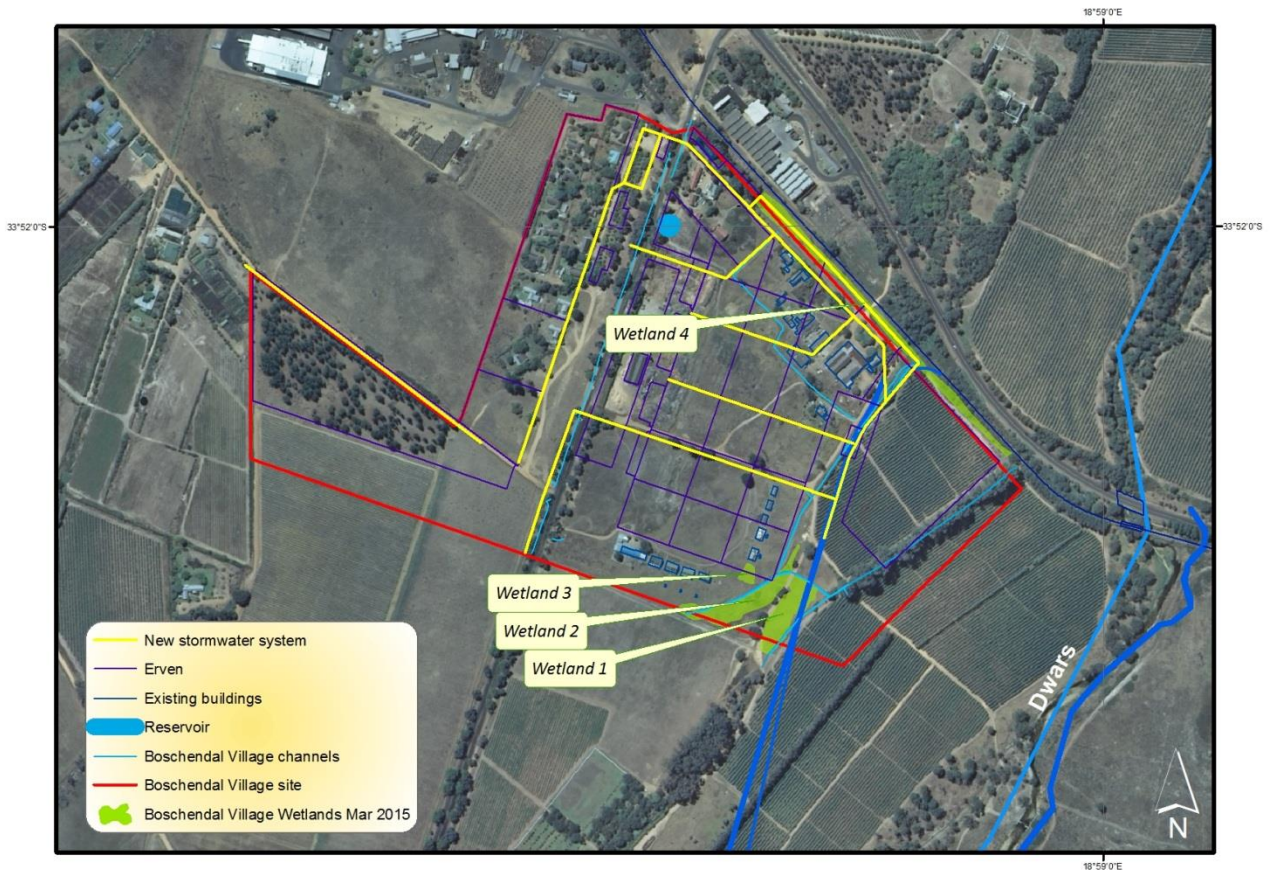 18°59'0"E
33°52'0"S
33°52'0"S
Wetland 4
Wetland 3
Wetland 2
Wetland 1
New stormwater system
Erven
Existing buildings
Reservoir
Boschendal Village channels
Boschendal Village site
Boschendal Village Wetlands Mar 2015
Dwars
N
18°59'0"E